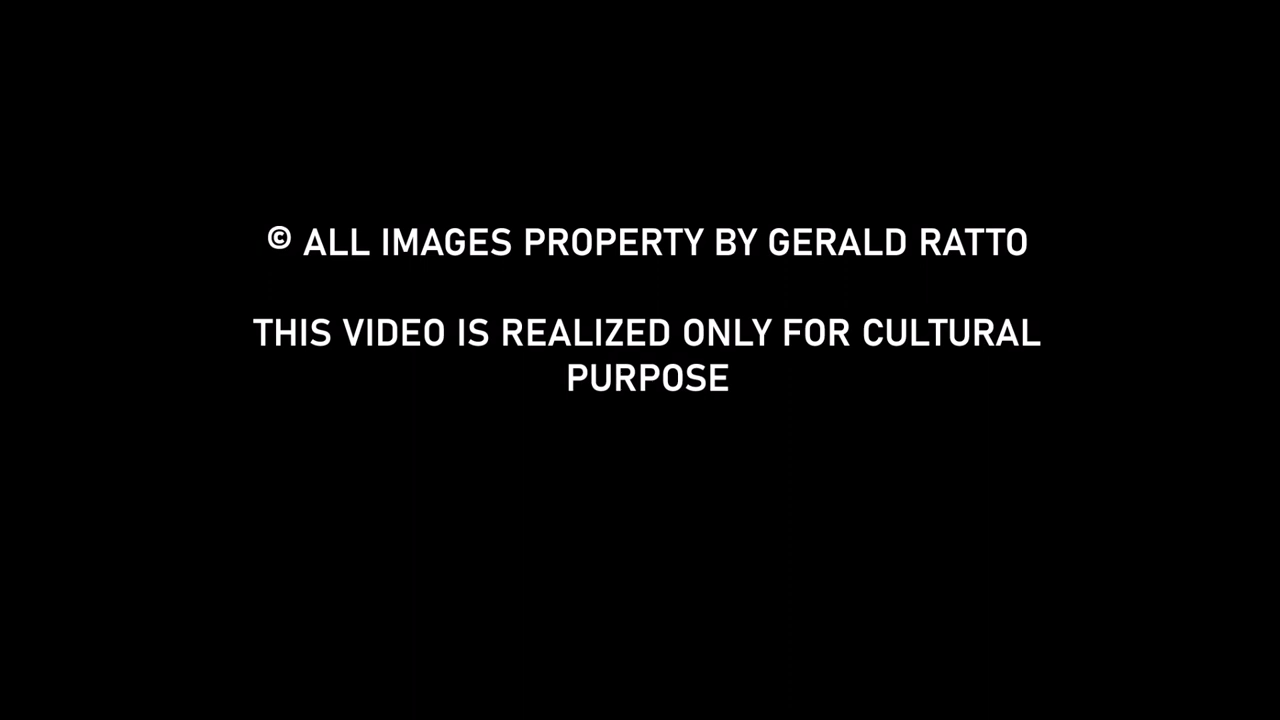 © ALL IMAGES PROPERTY BY GERALD RATTO
THIS VIDEO IS REALIZED ONLY FOR CULTURAL
PURPOSE